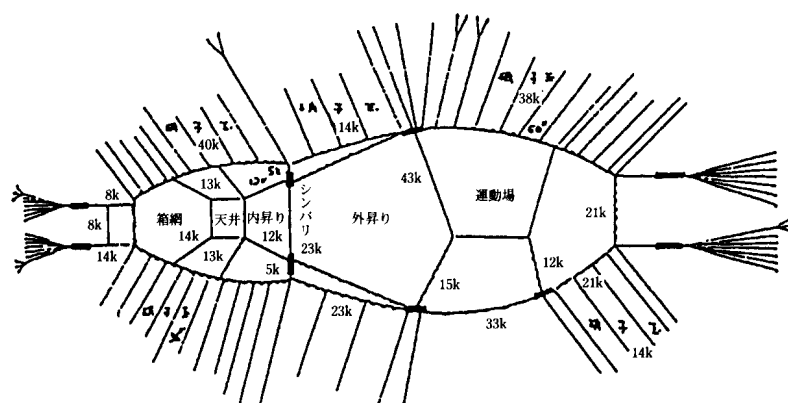 38k
14k
40k
13k
43k
8k
箱網
天井
内昇り
シンバリ
外昇り
運動場
21k
8k
14k
12k
23k
14k
13k
5k
15k
12k
21k
23k
33k
14k